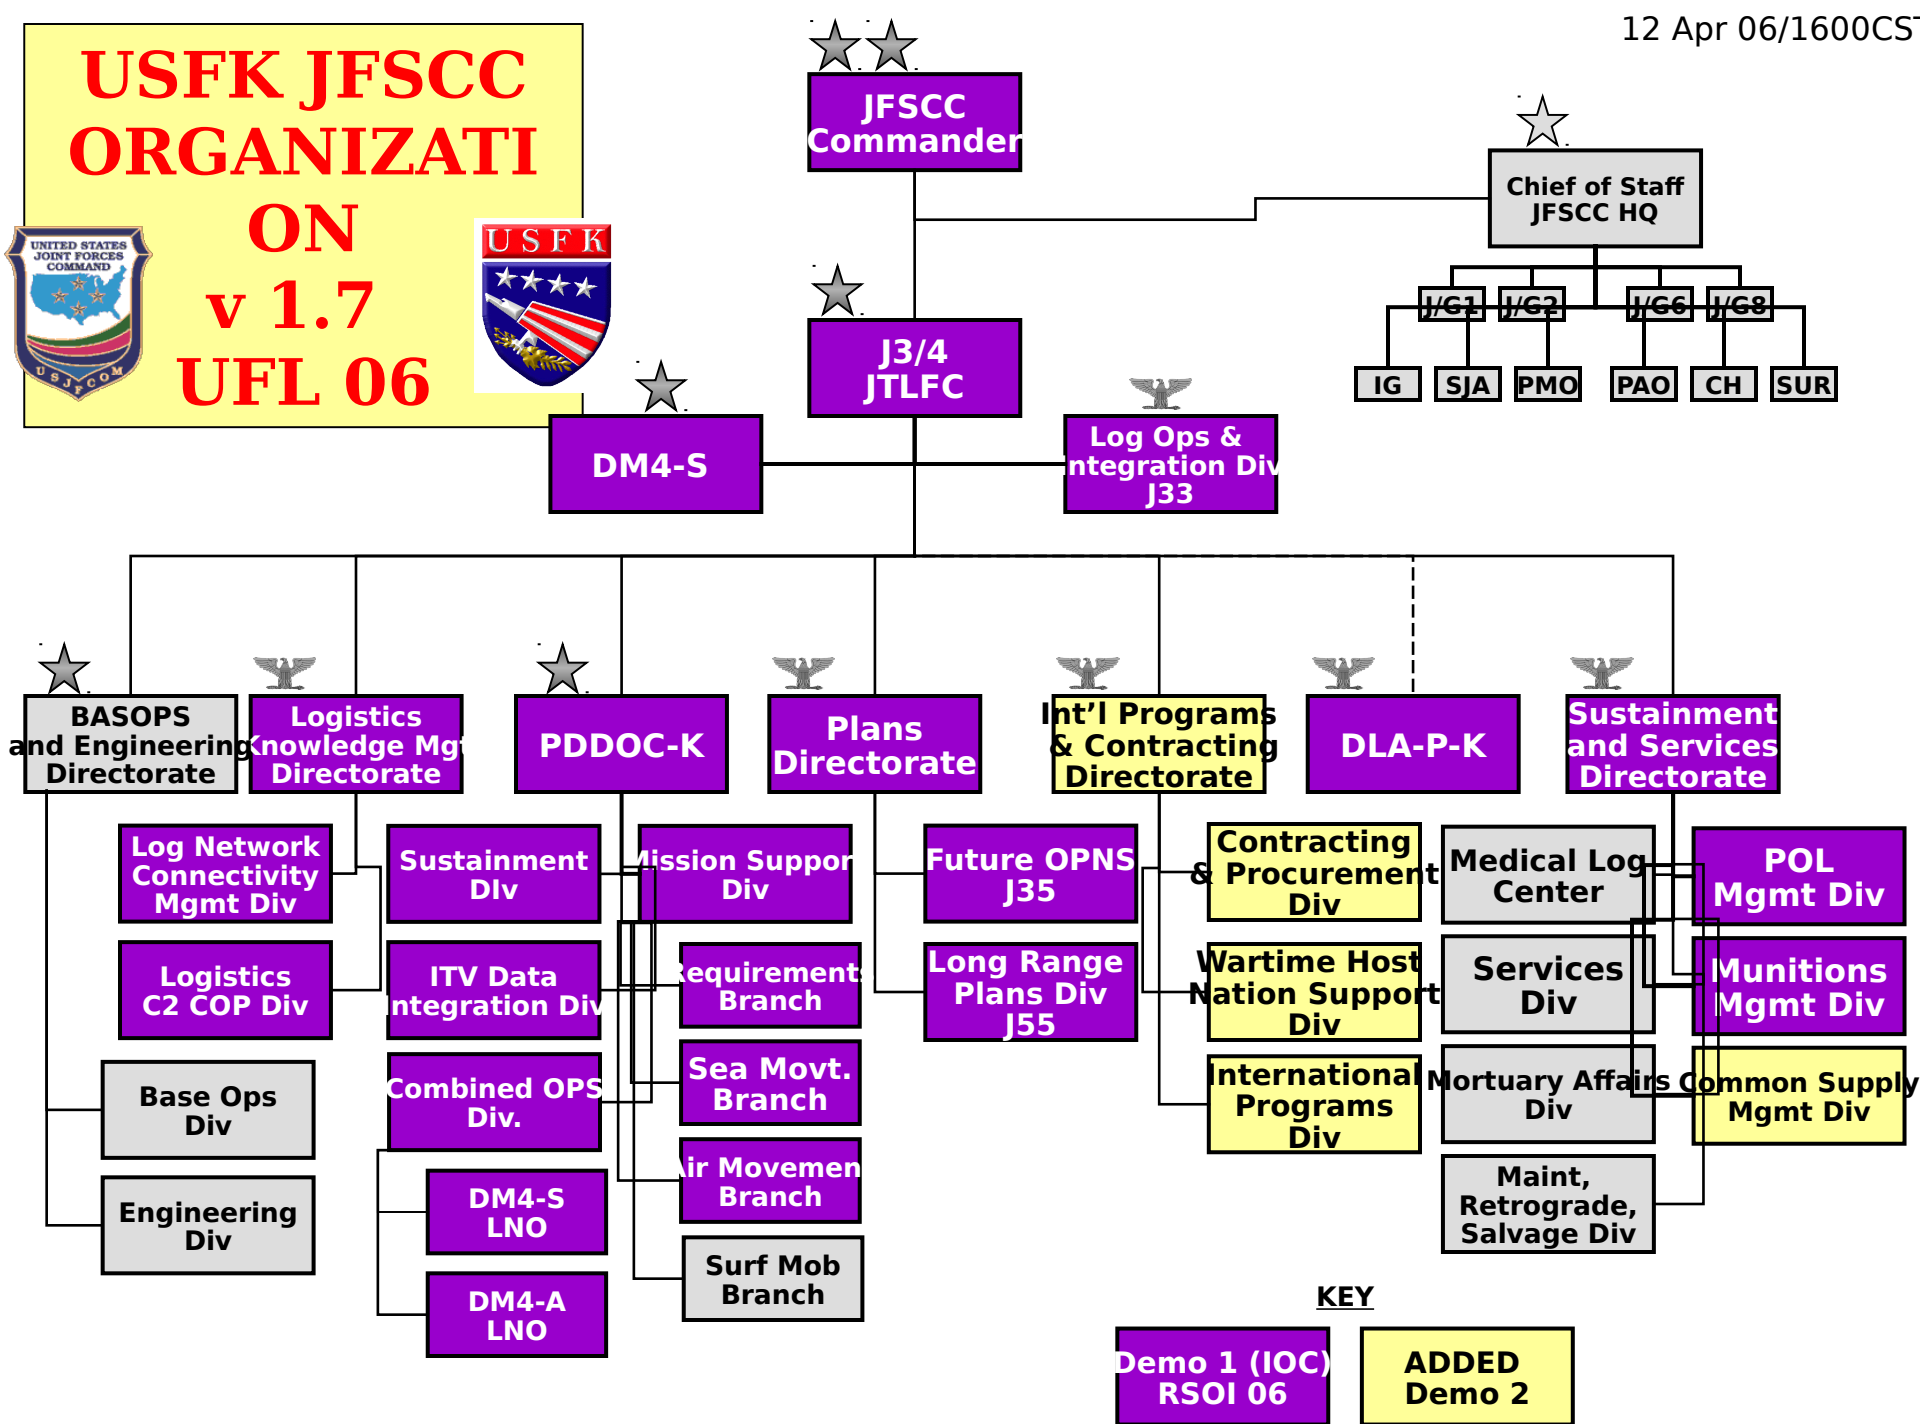 12 Apr 06/1600CST
USFK JFSCC
ORGANIZATI
ON
v 1.7
UFL 06
UNITED STATES
JOINT FORCES
COMMAND
USJFCOM
USFK
JFSCC
Commander
Chief of Staff
JFSCC HQ
J/G1
J/G2
J/G6
J/G8
IG
SJA
PMO
PAO
CH
SUR
J3/4
JTLFC
DM4-S
Log Ops &
Integration Div
J33
BASOPS
and Engineering
Directorate
Logistics
Knowledge Mgt
Directorate
PDDOC-K
Plans
Directorate
Int’l Programs
& Contracting
Directorate
DLA-P-K
Sustainment
and Services
Directorate
Log Network
Connectivity
Mgmt Div
Logistics
C2 COP Div
Base Ops
Div
Engineering
Div
Sustainment
DIv
ITV Data
Integration Div
Combined OPS
Div.
DM4-S
LNO
DM4-A
LNO
Mission Support
Div
Requirements
Branch
Sea Movt.
Branch
Air Movement
Branch
Surf Mob
Branch
Future OPNS
J35
Long Range
Plans Div
J55
Contracting
& Procurement
Div
Wartime Host
Nation Support
Div
International
Programs
Div
Medical Log
Center
Services
Div
Mortuary Affairs
Div
Maint,
Retrograde,
Salvage Div
POL
Mgmt Div
Munitions
Mgmt Div
Common Supply
Mgmt Div
KEY
Demo 1 (IOC)
RSOI 06
ADDED
Demo 2